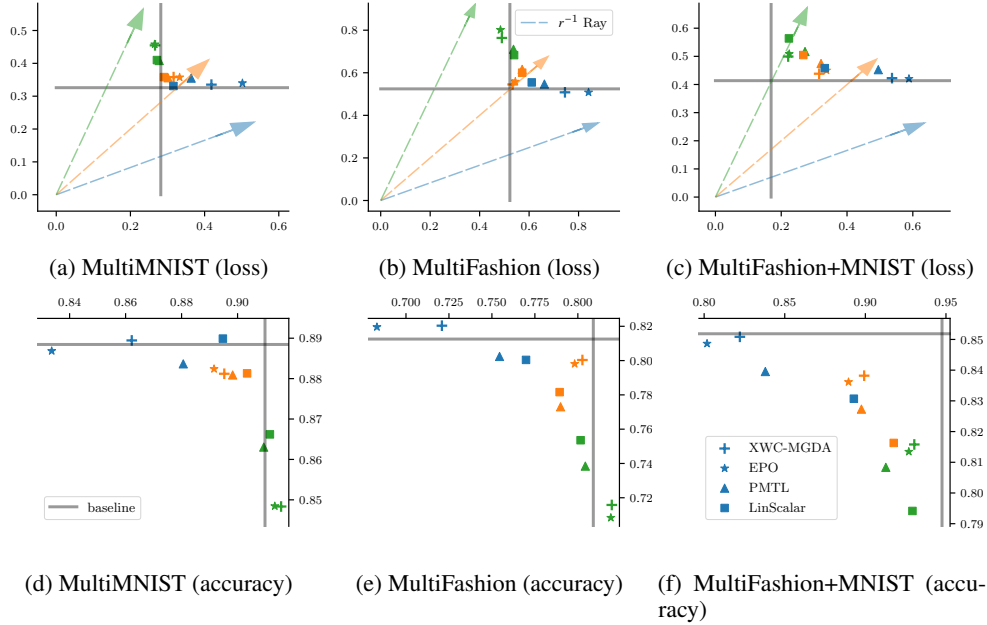 0.5
0.4
0.3
0.2
0.1
0.0
0.0 0.2 0.4 0.6
(a) MultiMNIST (loss)
r⁻¹ Ray
0.8
0.6
0.4
0.2
0.0
0.0 0.2 0.4 0.6 0.8
(b) MultiFashion (loss)
0.6
0.5
0.4
0.3
0.2
0.1
0.0
0.0 0.2 0.4 0.6
(c) MultiFashion+MNIST (loss)
0.84 0.86 0.88 0.90
0.89
0.88
0.87
0.86
0.85
baseline
(d) MultiMNIST (accuracy)
0.700 0.725 0.750 0.775 0.800
0.82
0.80
0.78
0.76
0.74
0.72
(e) MultiFashion (accuracy)
0.80 0.85 0.90 0.95
0.85
0.84
0.83
0.82
0.81
0.80
0.79
XWC-MGDA
EPO
PMTL
LinScalar
(f) MultiFashion+MNIST (accu-
racy)